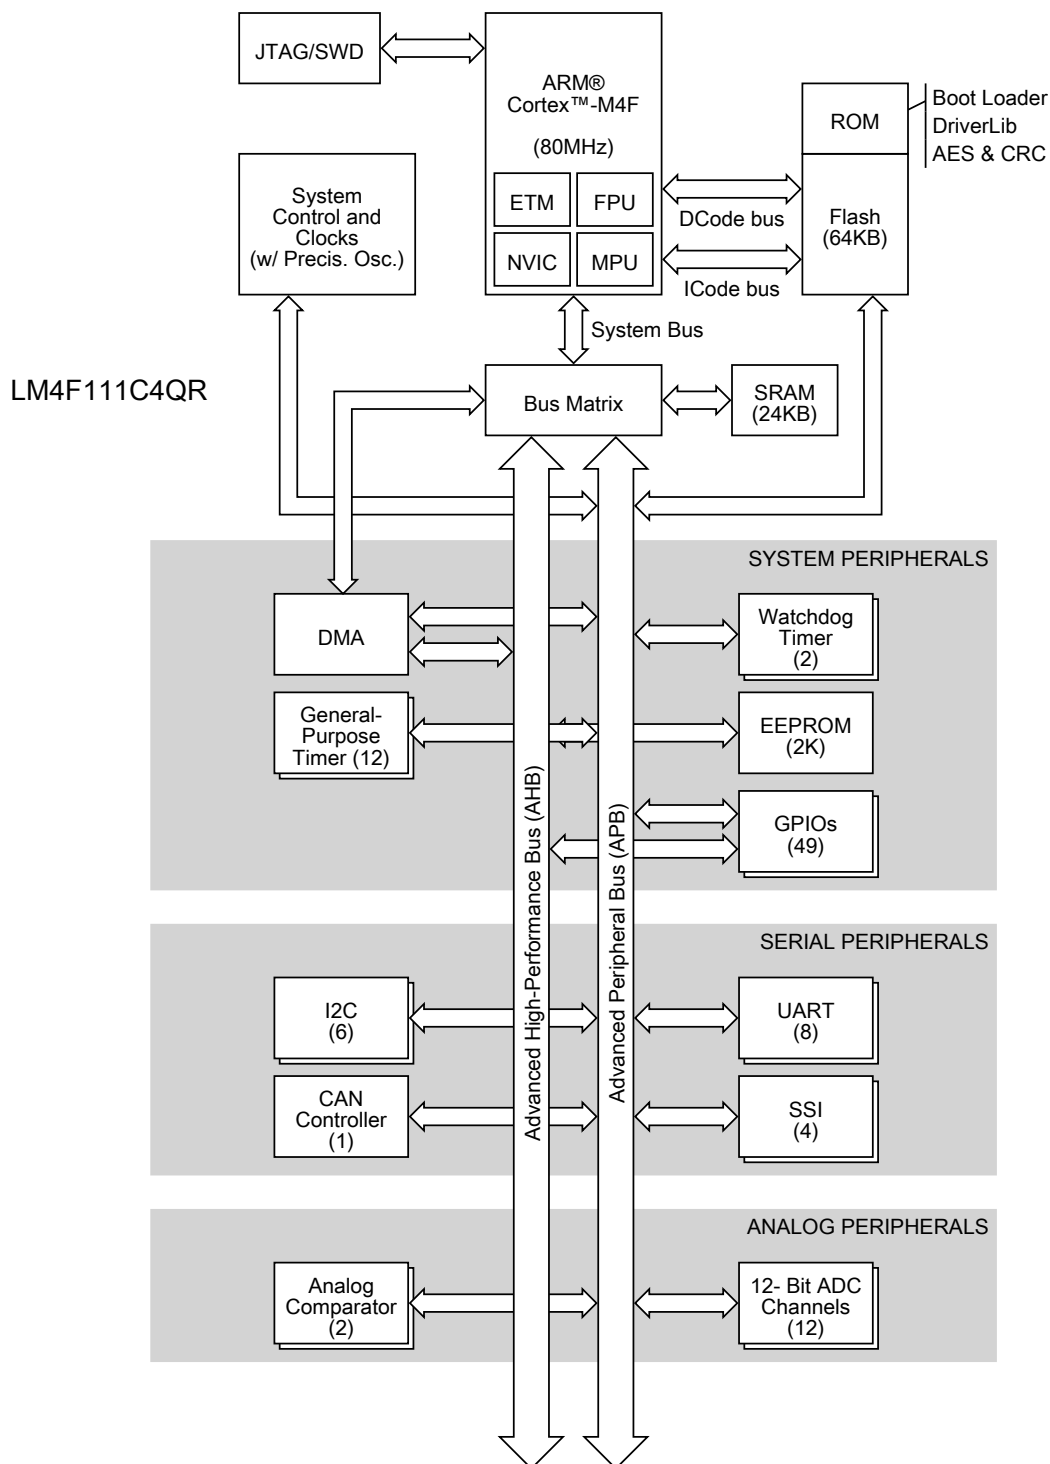 JTAG/SWD
ARM®
Cortex™-M4F
(80MHz)
ETM
FPU
NVIC
MPU
ROM
Boot Loader
DriverLib
AES & CRC
Flash
(64KB)
DCode bus
ICode bus
System
Control and
Clocks
(w/ Precis. Osc.)
System Bus
LM4F111C4QR
Bus Matrix
SRAM
(24KB)
SYSTEM PERIPHERALS
DMA
Watchdog
Timer
(2)
General-
Purpose
Timer (12)
EEPROM
(2K)
GPIOs
(49)
Advanced High-Performance Bus (AHB)
Advanced Peripheral Bus (APB)
SERIAL PERIPHERALS
I2C
(6)
UART
(8)
CAN
Controller
(1)
SSI
(4)
ANALOG PERIPHERALS
Analog
Comparator
(2)
12- Bit ADC
Channels
(12)